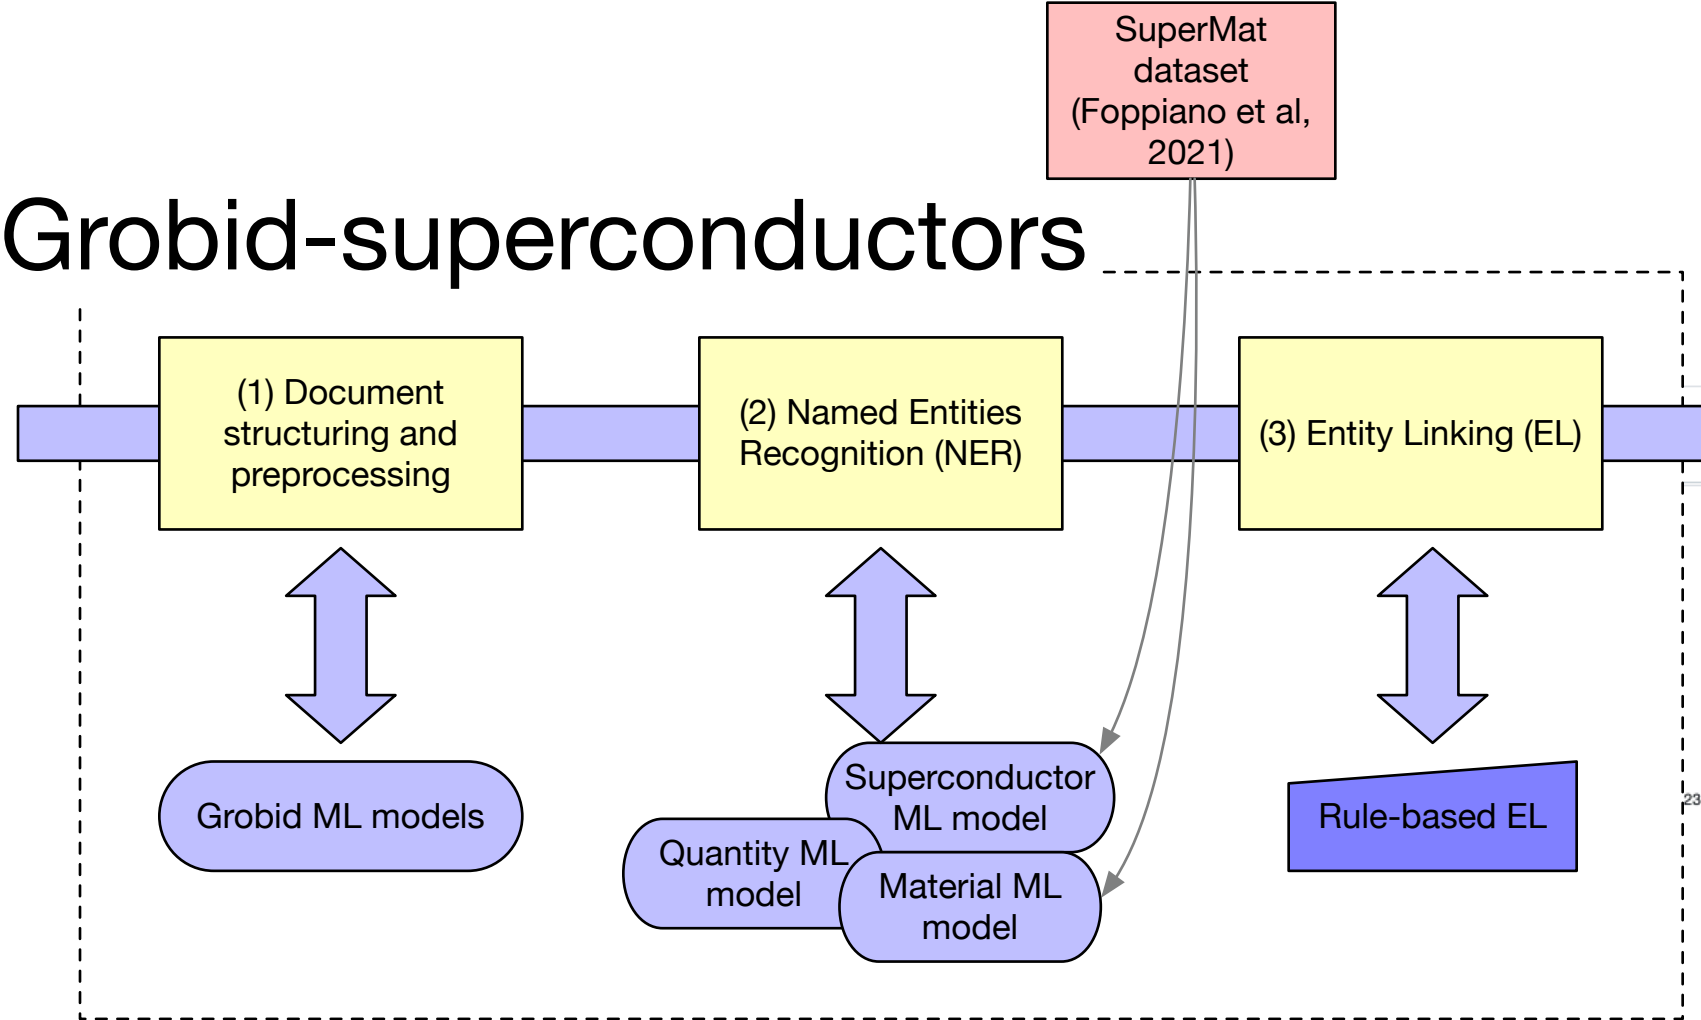 SuperMat
dataset
(Foppiano et al,
2021)
Grobid-superconductors
(1) Document
structuring and
preprocessing
(2) Named Entities
Recognition (NER)
(3) Entity Linking (EL)
Grobid ML models
Superconductor
ML model
Quantity ML
model
Material ML
model
Rule-based EL
23